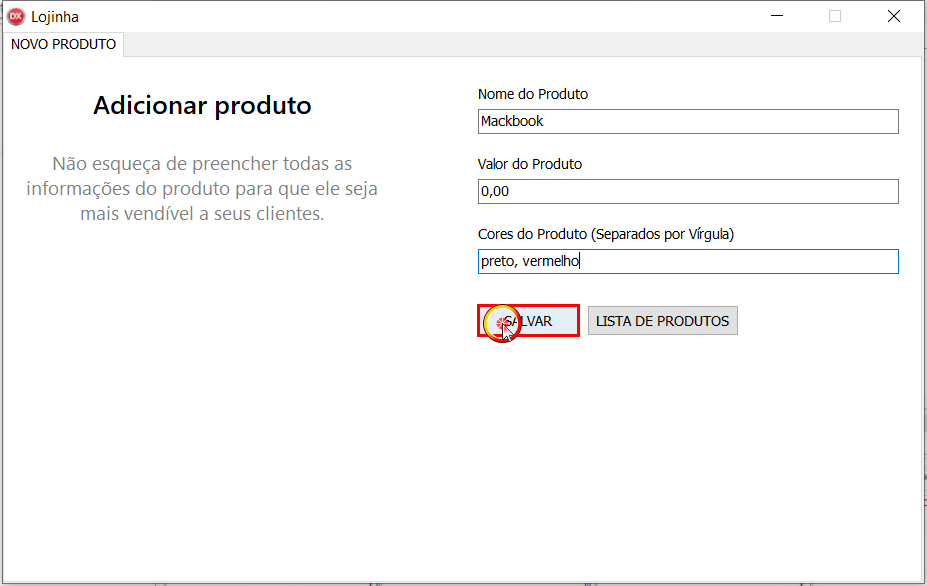 DX Lojinha
NOVO PRODUTO
Adicionar produto
Não esqueça de preencher todas as
informações do produto para que ele seja
mais vendível a seus clientes.
Nome do Produto
Mackbook
Valor do Produto
0,00
Cores do Produto (Separados por Vírgula)
preto, vermelho
SALVAR
LISTA DE PRODUTOS